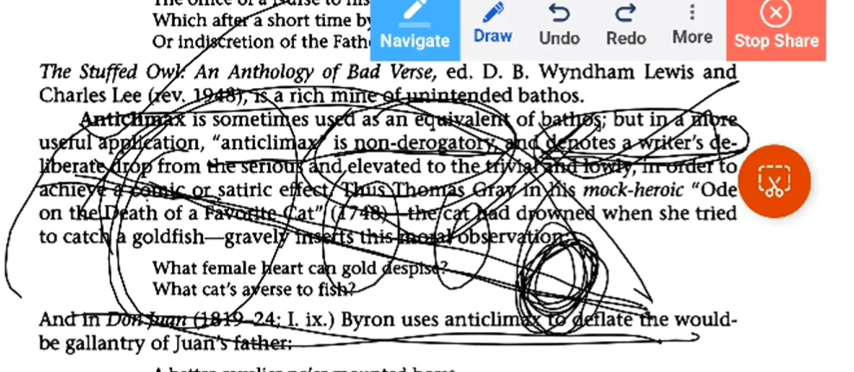 The office of a Nurse to his
Which after a short time by
Or indiscretion of the Fath
Navigate Draw Undo Redo More Stop Share
The Stuffed Owl: An Anthology of Bad Verse, ed. D. B. Wyndham Lewis and
Charles Lee (rev. 1948), is a rich mine of unintended bathos.
Anticlimax is sometimes used as an equivalent of bathos; but in a more
useful application, “anticlimax” is non-derogatory, and denotes a writer’s de-
liberate drop from the serious and elevated to the trivial and lowly, in order to
achieve a comic or satiric effect. Thus Thomas Gray in his mock-heroic “Ode
on the Death of a Favorite Cat” (1748)—the cat had drowned when she tried
to catch a goldfish—gravely inserts this moral observation:
What female heart can gold despise?
What cat’s averse to fish?
And in Don Juan (1819–24; I. ix.) Byron uses anticlimax to deflate the would-
be gallantry of Juan’s father:
A better cavalier ne’er mounted horse,